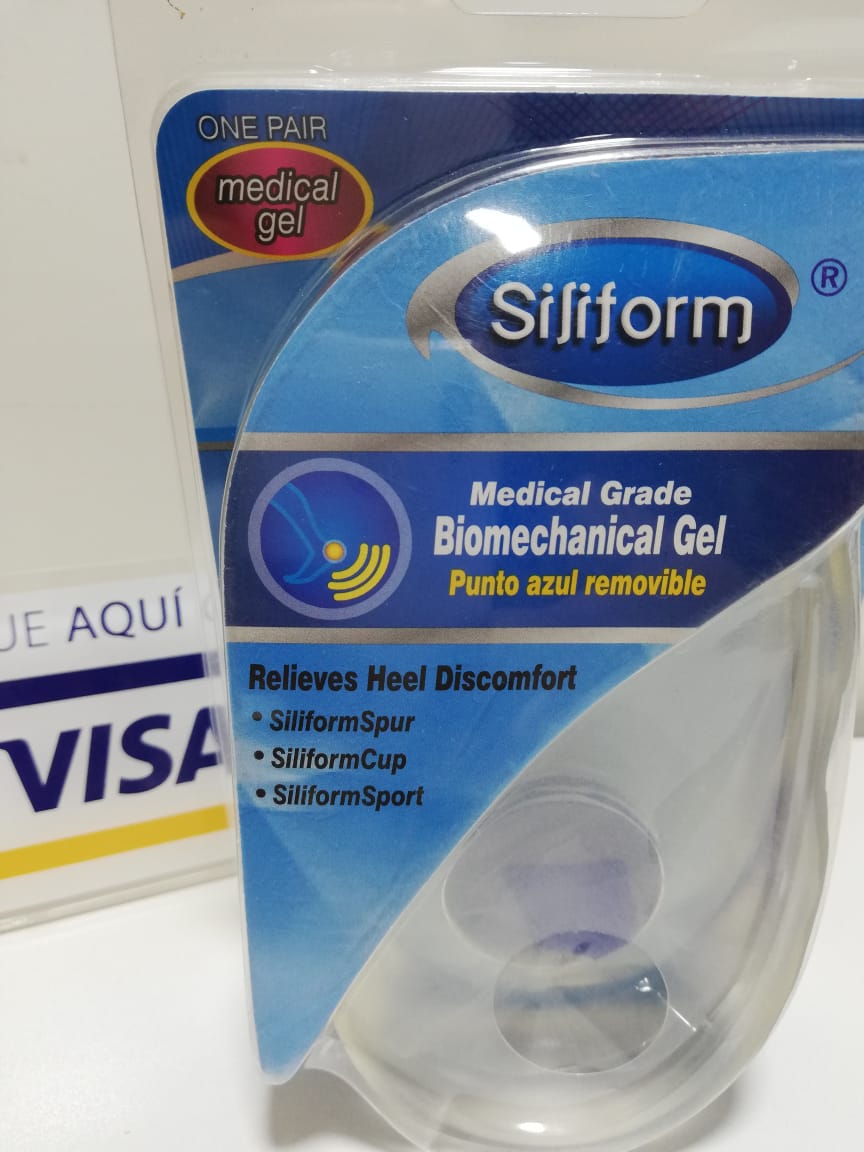 ONE PAIR
medical
gel
Siliform ®
Medical Grade
Biomechanical Gel
Punto azul removible
Relieves Heel Discomfort
• SiliformSpur
• SiliformCup
• SiliformSport
AQUÍ
VISA